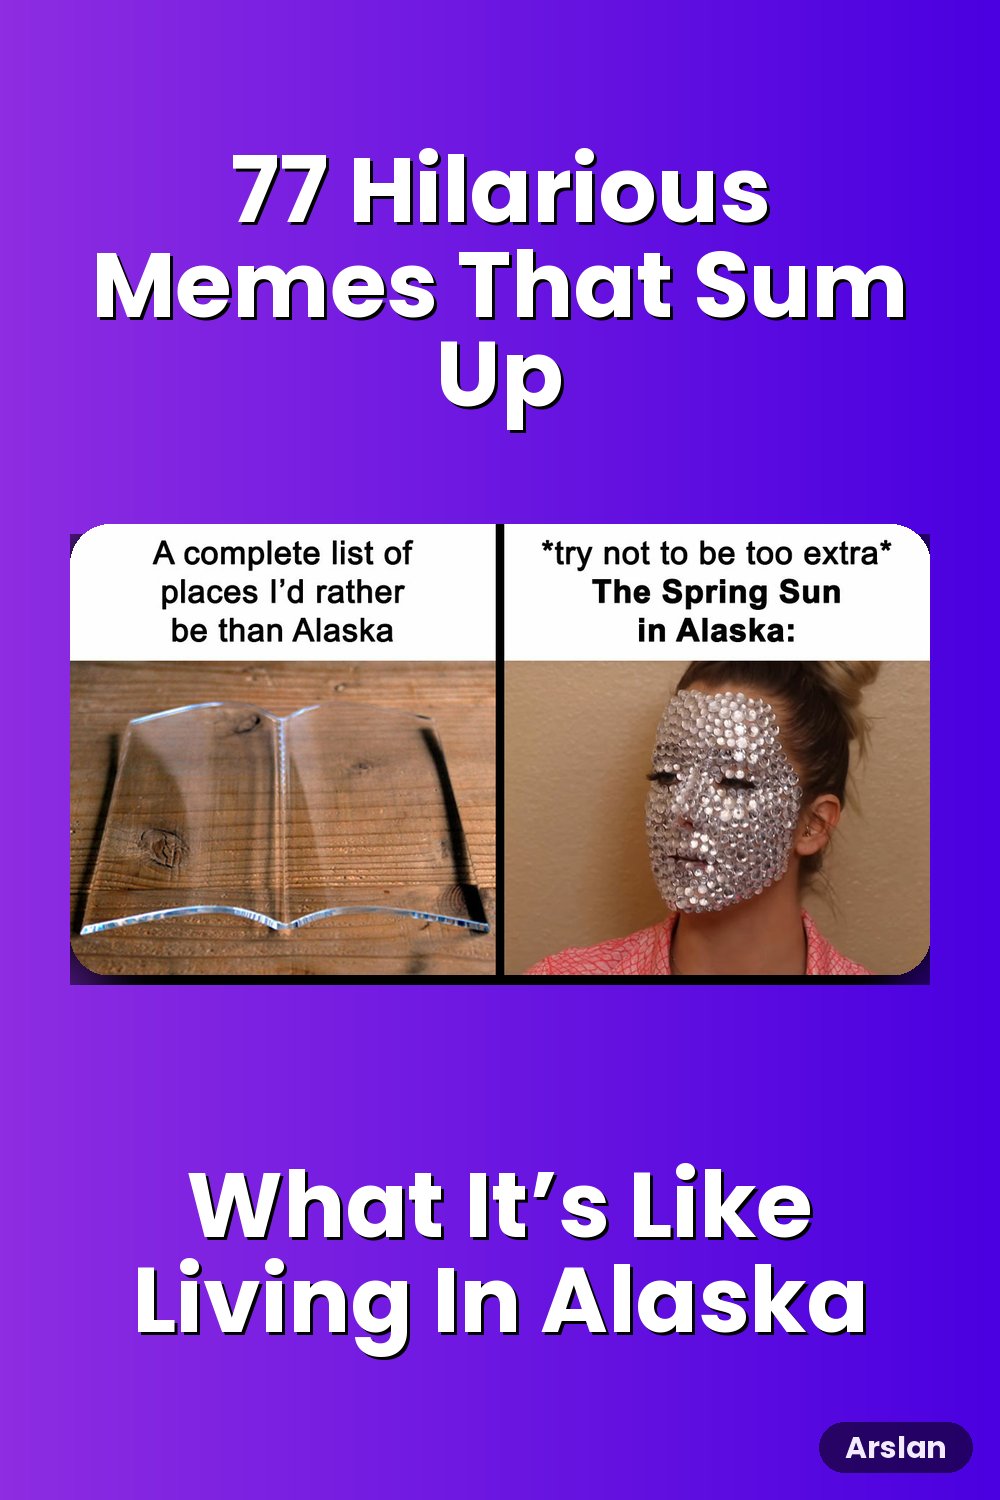 77 Hilarious
Memes That Sum
Up
A complete list of
places I’d rather
be than Alaska
*try not to be too extra*
The Spring Sun
in Alaska:
What It’s Like
Living In Alaska
Arslan